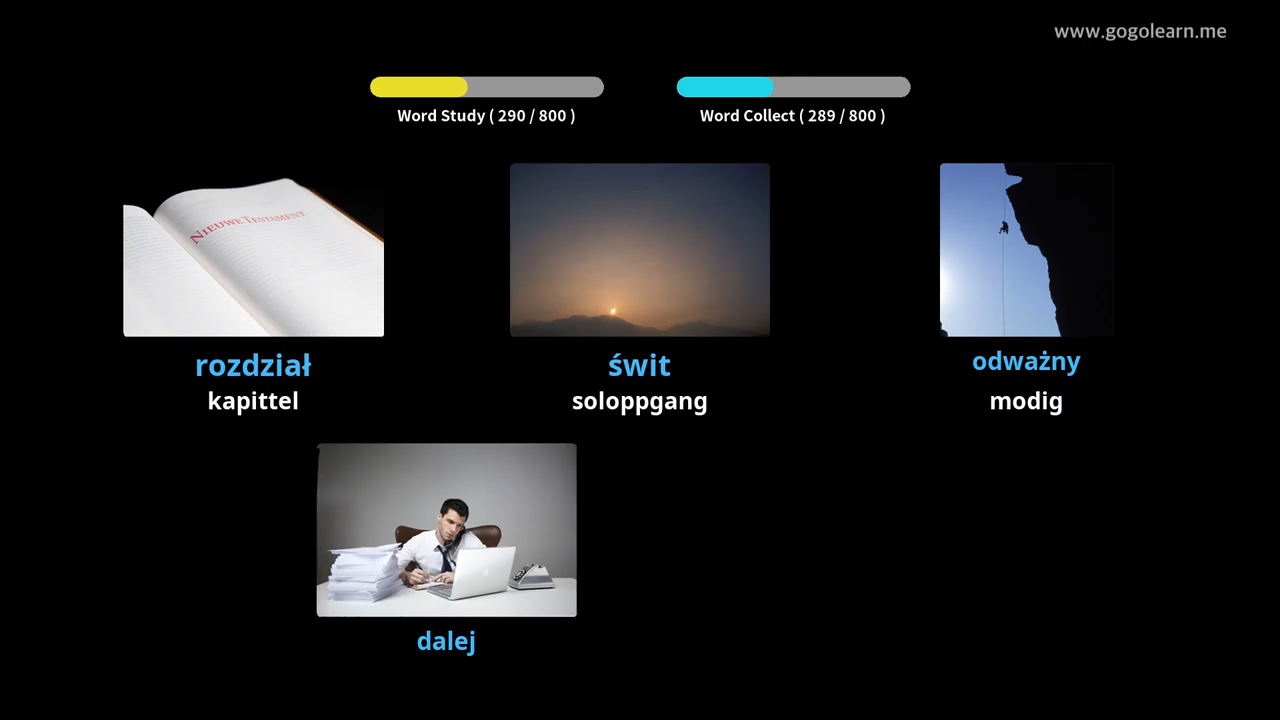 www.gogolearn.me
Word Study ( 290 / 800 )
Word Collect ( 289 / 800 )
NIEUWE TESTAMENT
rozdział
kapittel
świt
soloppgang
odważny
modig
dalej